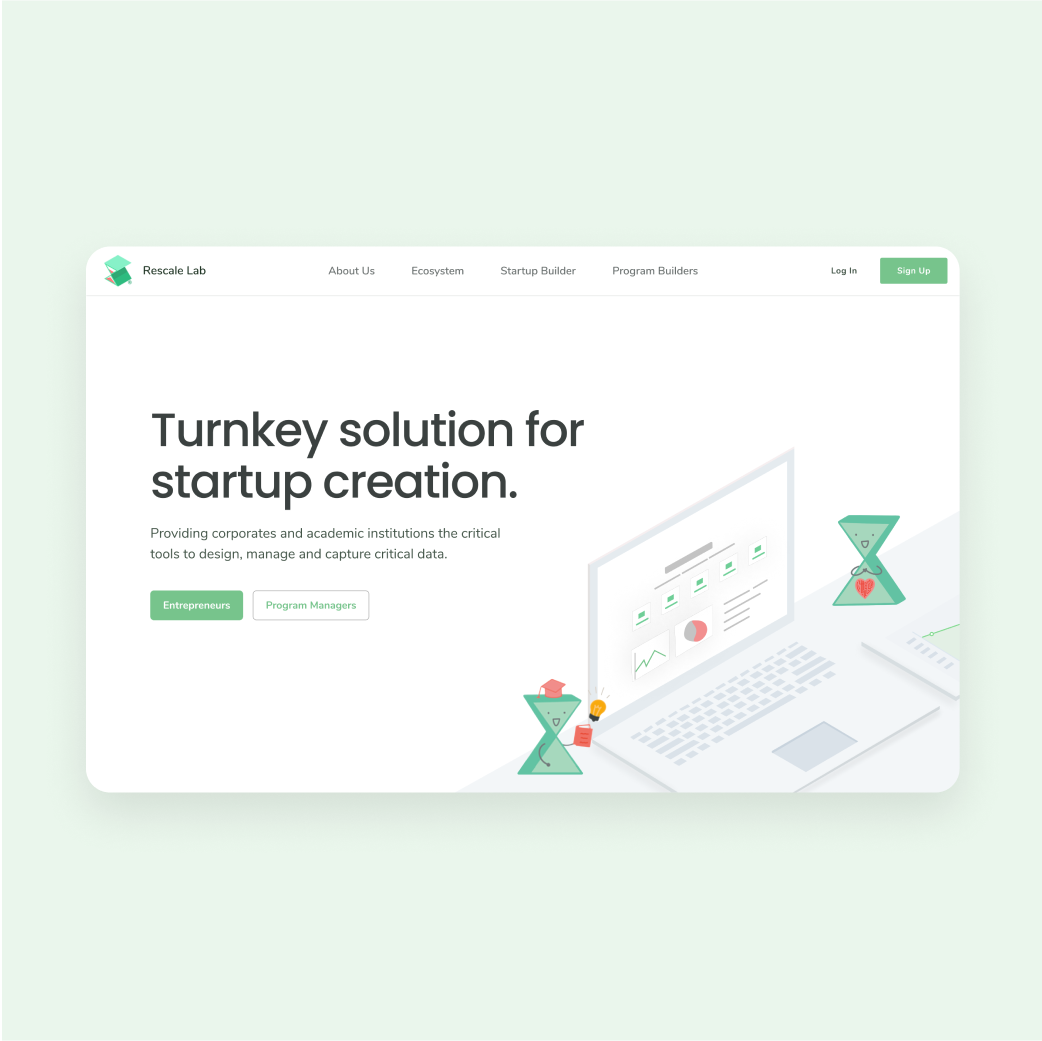 Rescale Lab
About Us
Ecosystem
Startup Builder
Program Builders
Log In
Sign Up
Turnkey solution for
startup creation.
Providing corporates and academic institutions the critical
tools to design, manage and capture critical data.
Entrepreneurs
Program Managers